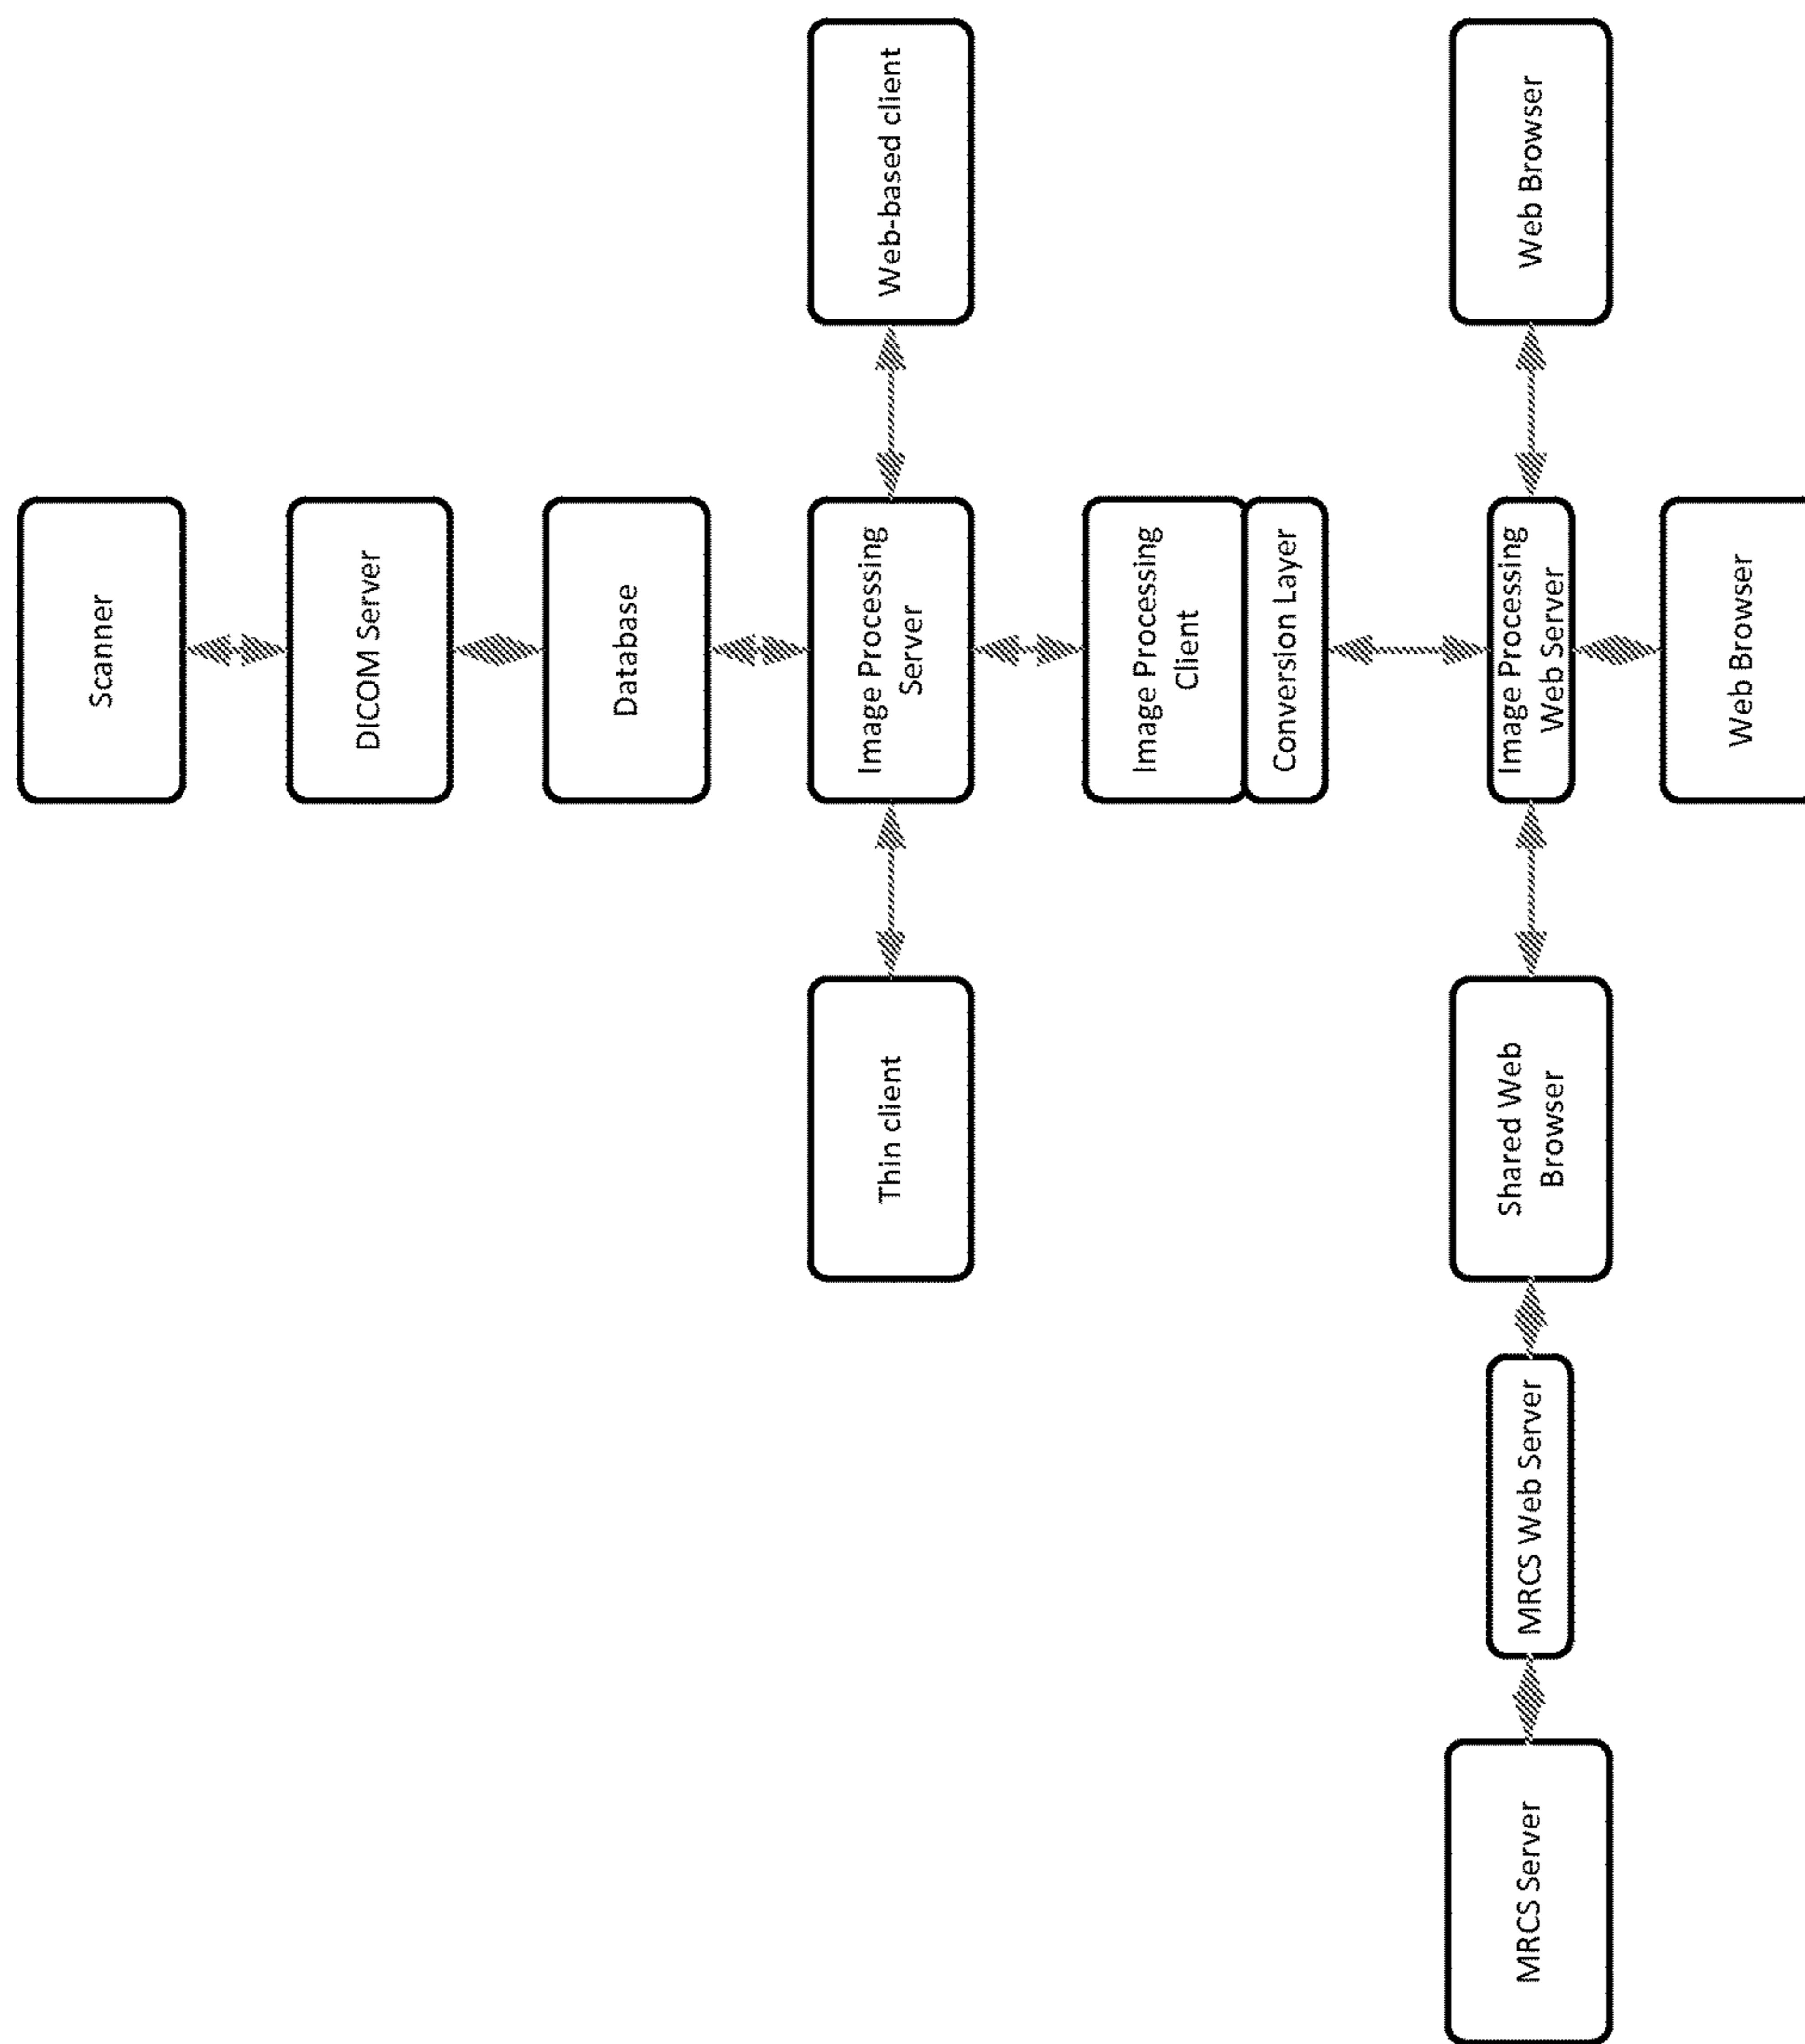 Scanner
DICOM Server
Database
Thin client
Image Processing
Server
Web-based client
Image Processing
Client
Conversion Layer
MRCS Server
MRCS Web Server
Shared Web
Browser
Image Processing
Web Server
Web Browser
Web Browser